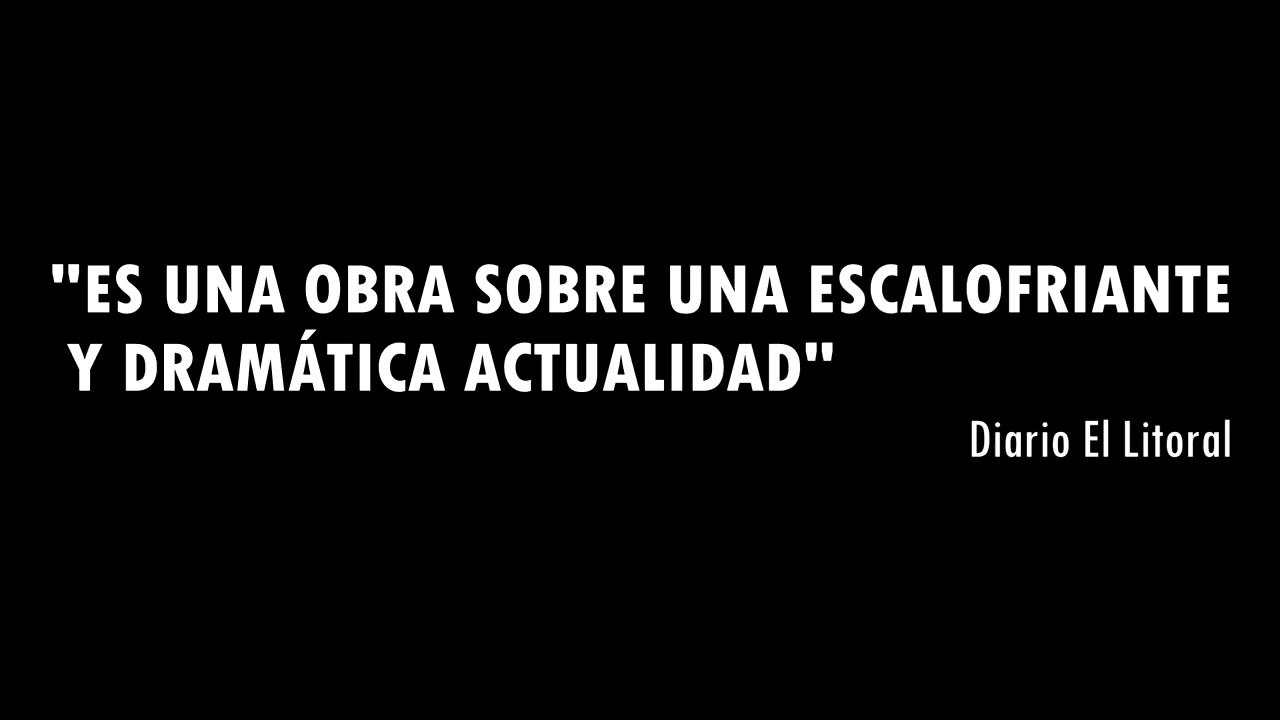 "ES UNA OBRA SOBRE UNA ESCALOFRIANTE
Y DRAMÁTICA ACTUALIDAD"
Diario El Litoral